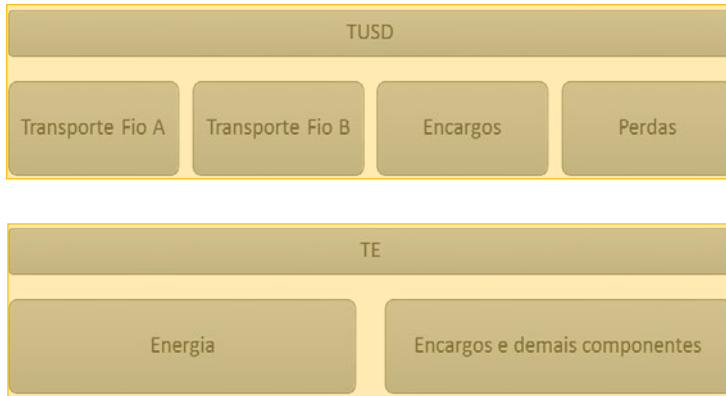 TUSD
Transporte Fio A
Transporte Fio B
Encargos
Perdas
TE
Energia
Encargos e demais componentes